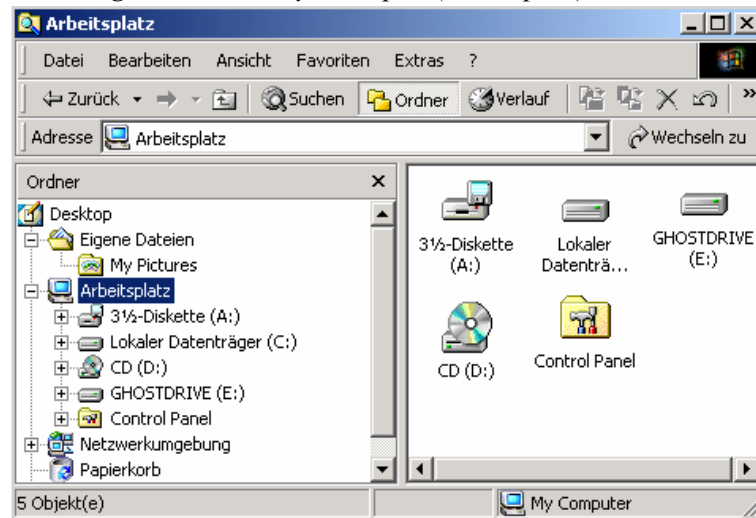 Arbeitsplatz
Datei Bearbeiten Ansicht Favoriten Extras ?
Zurück Suchen Ordner Verlauf »
Adresse Arbeitsplatz Wechseln zu
Ordner
Desktop
Eigene Dateien
My Pictures
Arbeitsplatz
3½-Diskette (A:)
Lokaler Datenträger (C:)
CD (D:)
GHOSTDRIVE (E:)
Control Panel
Netzwerkumgebung
Papierkorb
3½-Diskette
(A:)
Lokaler
Datenträ...
GHOSTDRIVE
(E:)
CD (D:)
Control Panel
5 Objekt(e)
My Computer